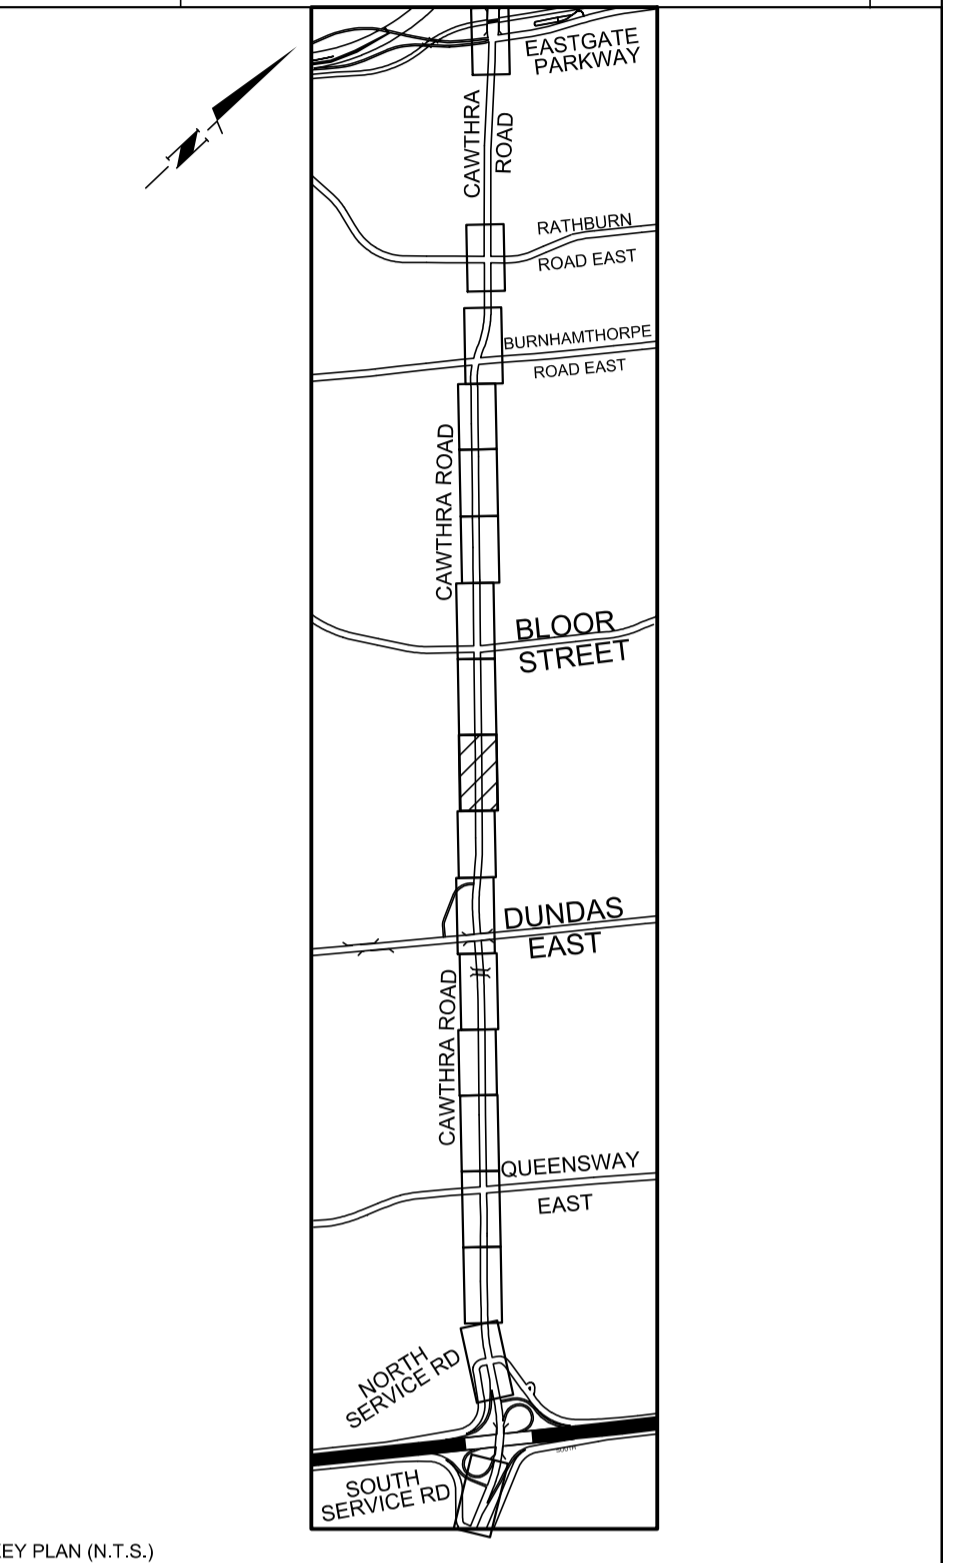 EASTGATE
PARKWAY
N
CAWTHRA
ROAD
RATHBURN
ROAD EAST
BURNHAMTHORPE
ROAD EAST
CAWTHRA ROAD
BLOOR
STREET
DUNDAS
EAST
CAWTHRA ROAD
QUEENSWAY
EAST
NORTH
SERVICE RD
SOUTH
SOUTH
SERVICE RD
EY PLAN (N.T.S.)